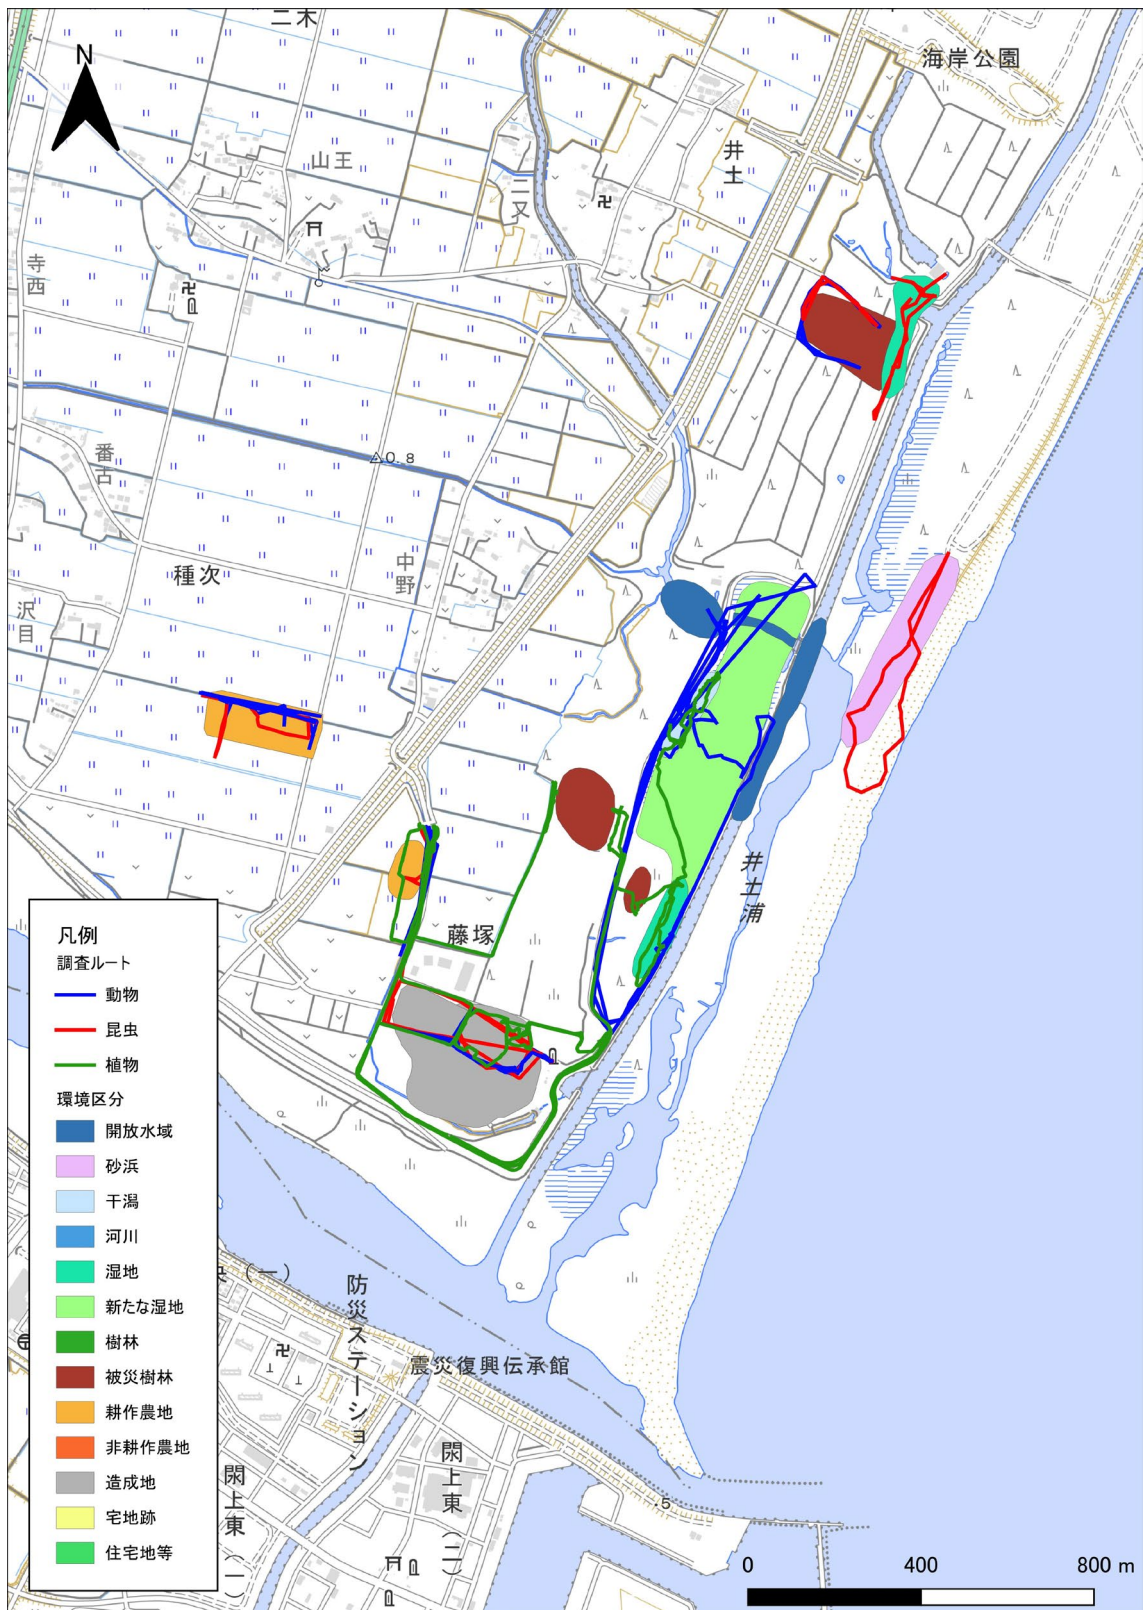 二木
海岸公園
N
井土
山王
二又
寺西
0.8
番古
種次
中野
沢目
井土浦
藤塚
凡例
調査ルート
動物
昆虫
植物
環境区分
開放水域
砂浜
干潟
河川
湿地
新たな湿地
樹林
被災樹林
耕作農地
非耕作農地
造成地
宅地跡
住宅地等
(一)
防災ステーション
震災復興伝承館
閖上東(一)
閖上東(二)
.5
0 400 800 m